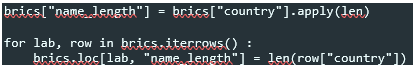 brics["name_length"] = brics["country"].apply(len)
for lab, row in brics.iterrows() :
brics.loc[lab, "name_length"] = len(row["country"])